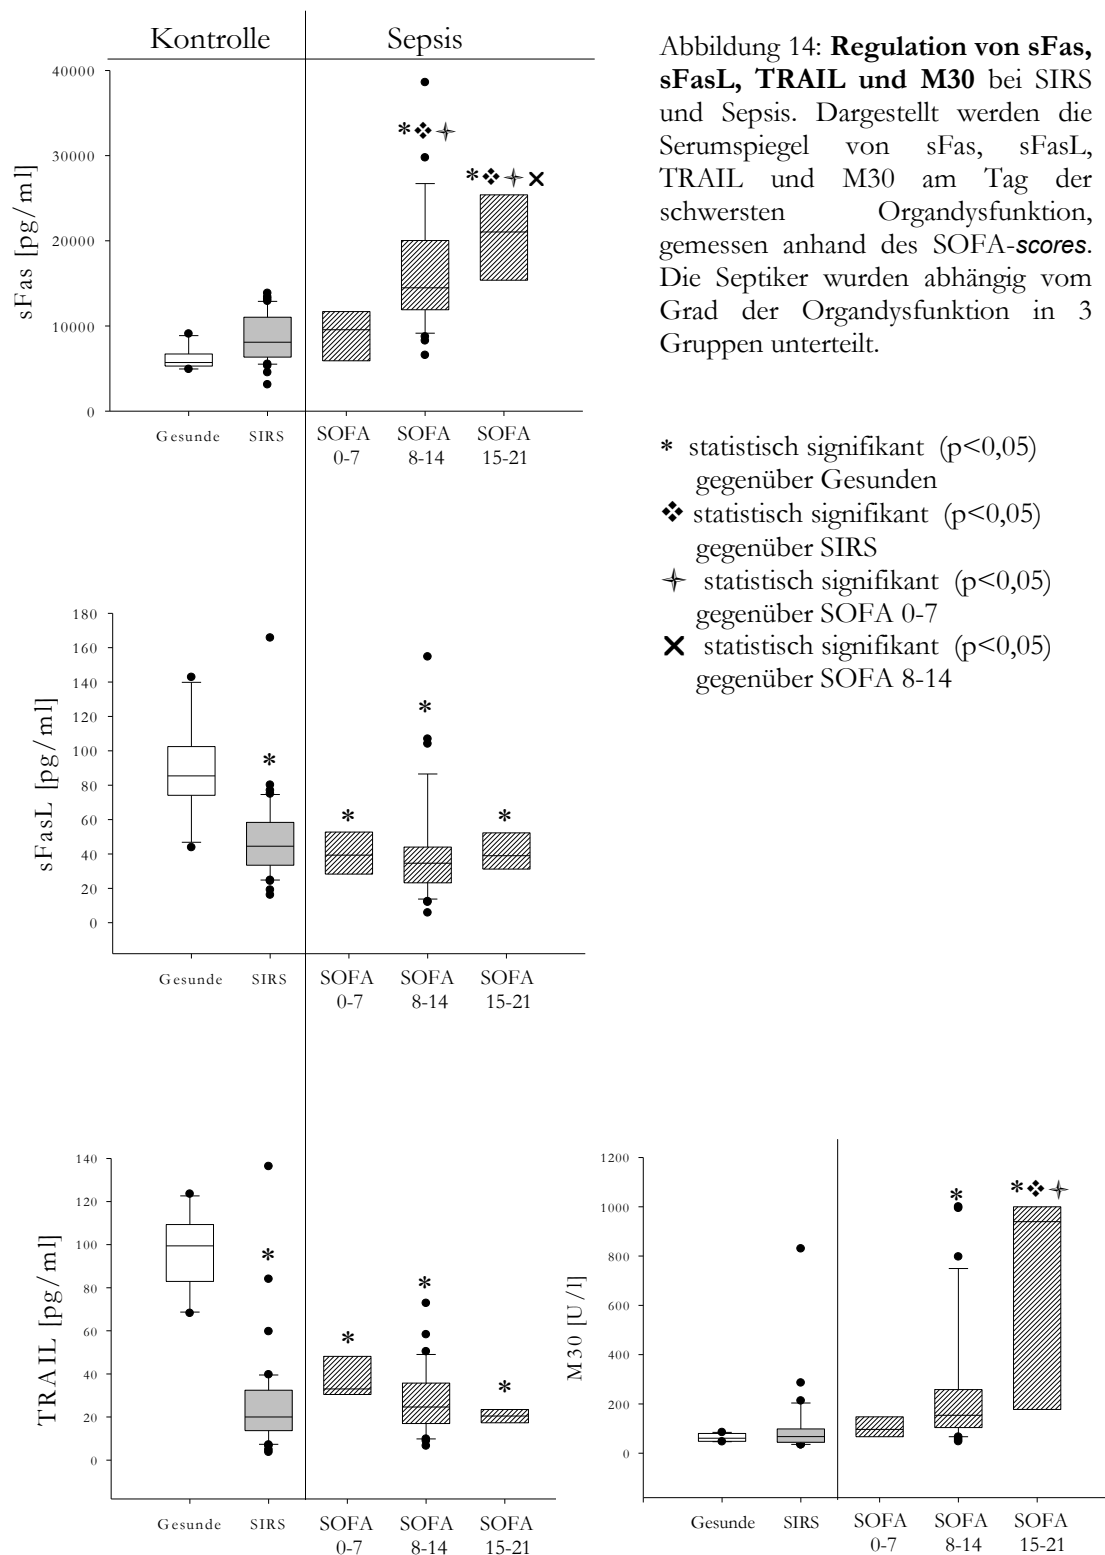 Kontrolle
Sepsis
Abbildung 14: Regulation von sFas,
sFasL, TRAIL und M30 bei SIRS
und Sepsis. Dargestellt werden die
Serumspiegel von sFas, sFasL,
TRAIL und M30 am Tag der
schwersten Organdysfunktion,
gemessen anhand des SOFA-scores.
Die Septiker wurden abhängig vom
Grad der Organdysfunktion in 3
Gruppen unterteilt.
* statistisch signifikant (p<0,05)
gegenüber Gesunden
❖ statistisch signifikant (p<0,05)
gegenüber SIRS
✧ statistisch signifikant (p<0,05)
gegenüber SOFA 0-7
✕ statistisch signifikant (p<0,05)
gegenüber SOFA 8-14
sFas [pg/ml]
40000
30000
20000
10000
0
* ❖ ✧
* ❖ ✧ ✕
Gesunde SIRS SOFA SOFA SOFA
0-7 8-14 15-21
sFasL [pg/ml]
180
160
140
120
100
80
60
40
20
0
*
*
*
*
Gesunde SIRS SOFA SOFA SOFA
0-7 8-14 15-21
TRAIL [pg/ml]
140
120
100
80
60
40
20
0
*
*
*
*
Gesunde SIRS SOFA SOFA SOFA
0-7 8-14 15-21
M30 [U/l]
1200
1000
800
600
400
200
0
*
* ❖ ✧
Gesunde SIRS SOFA SOFA SOFA
0-7 8-14 15-21